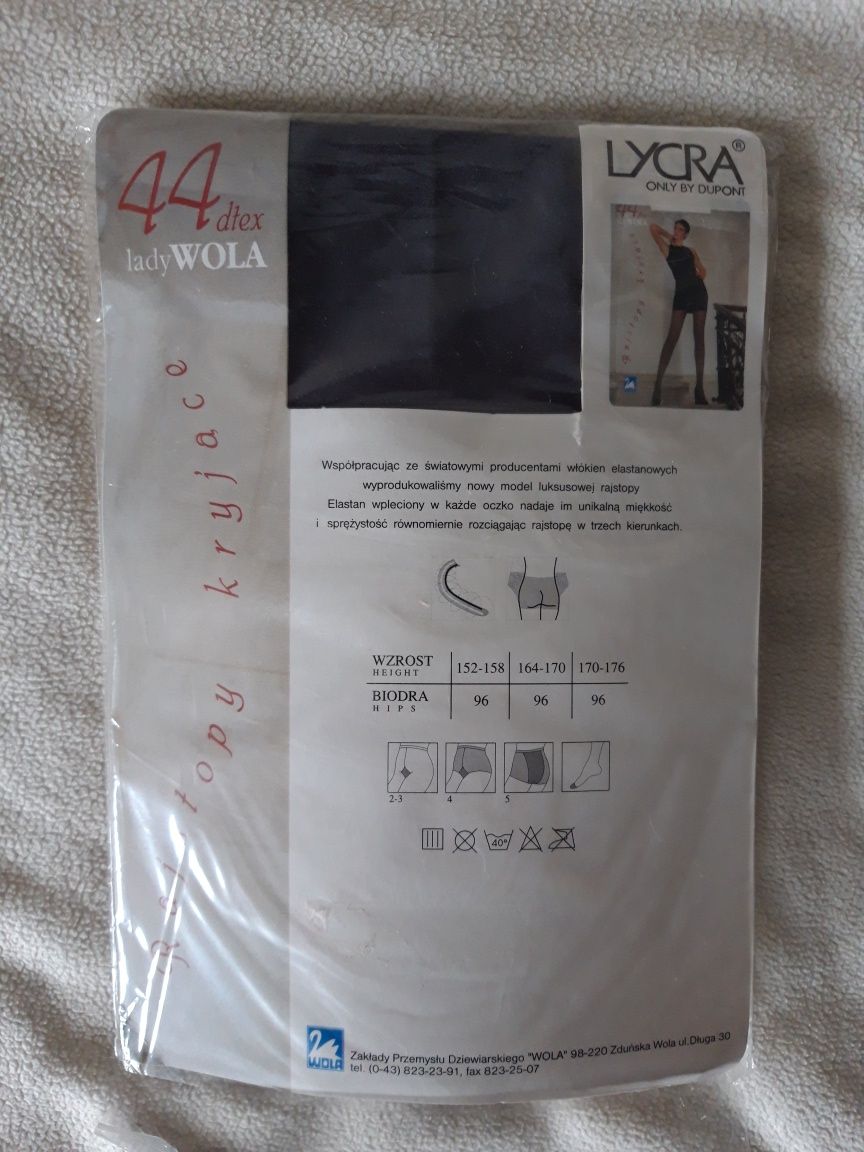 44 dtex
lady WOLA
Rajstopy kryjące
LYCRA®
ONLY BY DUPONT
44
Współpracując ze światowymi producentami włókien elastanowych
wyprodukowaliśmy nowy model luksusowej rajstopy
Elastan wpleciony w każde oczko nadaje im unikalną miękkość
i sprężystość równomiernie rozciągając rajstopę w trzech kierunkach.
WZROST 152-158 164-170 170-176
HEIGHT
BIODRA 96 96 96
HIPS
2-3 4 5
40°
WOLA
Zakłady Przemysłu Dziewiarskiego "WOLA" 98-220 Zduńska Wola ul.Długa 30
tel. (0-43) 823-23-91, fax 823-25-07